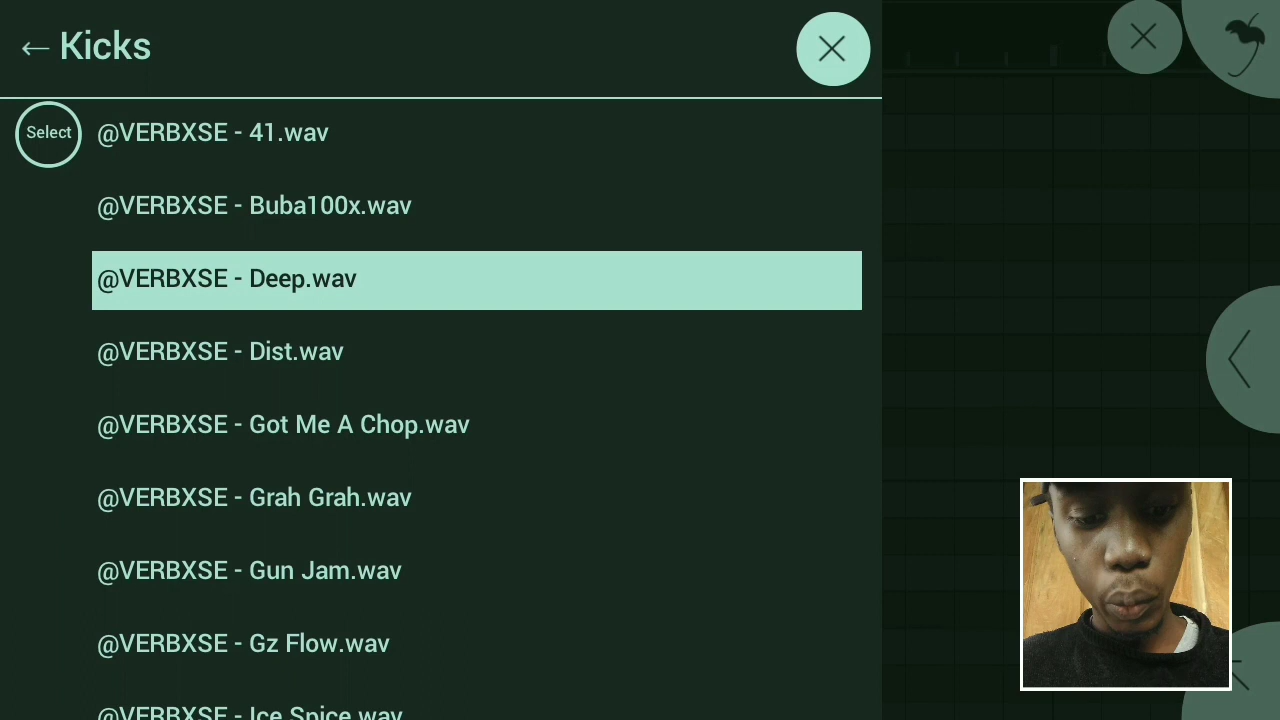 ← Kicks
Select
@VERBXSE - 41.wav
@VERBXSE - Buba100x.wav
@VERBXSE - Deep.wav
@VERBXSE - Dist.wav
@VERBXSE - Got Me A Chop.wav
@VERBXSE - Grah Grah.wav
@VERBXSE - Gun Jam.wav
@VERBXSE - Gz Flow.wav
@VERBXSE - Ice Spice.wav